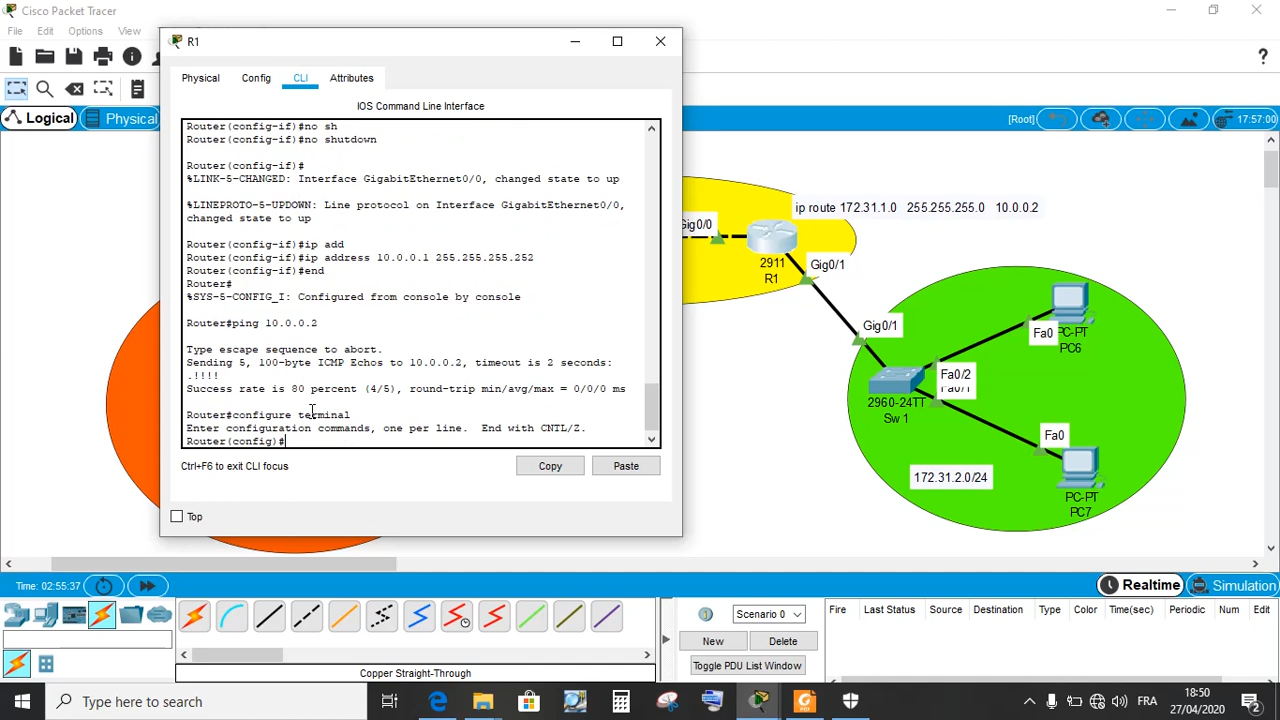 Cisco Packet Tracer
File Edit Options View
R1
Physical Config CLI Attributes
IOS Command Line Interface
Router(config-if)#no sh
Router(config-if)#no shutdown
Router(config-if)#
%LINK-5-CHANGED: Interface GigabitEthernet0/0, changed state to up
%LINEPROTO-5-UPDOWN: Line protocol on Interface GigabitEthernet0/0,
changed state to up
Router(config-if)#ip add
Router(config-if)#ip address 10.0.0.1 255.255.255.252
Router(config-if)#end
Router#
%SYS-5-CONFIG_I: Configured from console by console
Router#ping 10.0.0.2
Type escape sequence to abort.
Sending 5, 100-byte ICMP Echos to 10.0.0.2, timeout is 2 seconds:
.!!!!
Success rate is 80 percent (4/5), round-trip min/avg/max = 0/0/0 ms
Router#configure terminal
Enter configuration commands, one per line. End with CNTL/Z.
Router(config)#
Ctrl+F6 to exit CLI focus
Copy
Paste
Top
Logical
Physical
[Root]
17:57:00
Gig0/0
ip route 172.31.1.0 255.255.255.0 10.0.0.2
2911
R1
Gig0/1
Gig0/1
Fa0
PC-PT
PC6
Fa0/2
Fa0/1
2960-24TT
Sw 1
Fa0
172.31.2.0/24
PC-PT
PC7
Time: 02:55:37
Realtime
Simulation
Scenario 0
New
Delete
Toggle PDU List Window
Fire Last Status Source Destination Type Color Time(sec) Periodic Num Edit
Copper Straight-Through
Type here to search
FRA
18:50
27/04/2020
2